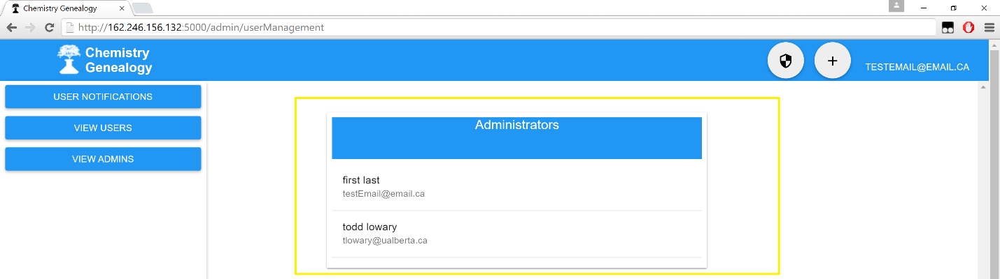 Chemistry Genealogy
http://162.246.156.132:5000/admin/userManagement
Chemistry
Genealogy
TESTEMAIL@EMAIL.CA
USER NOTIFICATIONS
VIEW USERS
VIEW ADMINS
Administrators
first last
testEmail@email.ca
todd lowary
tlowary@ualberta.ca